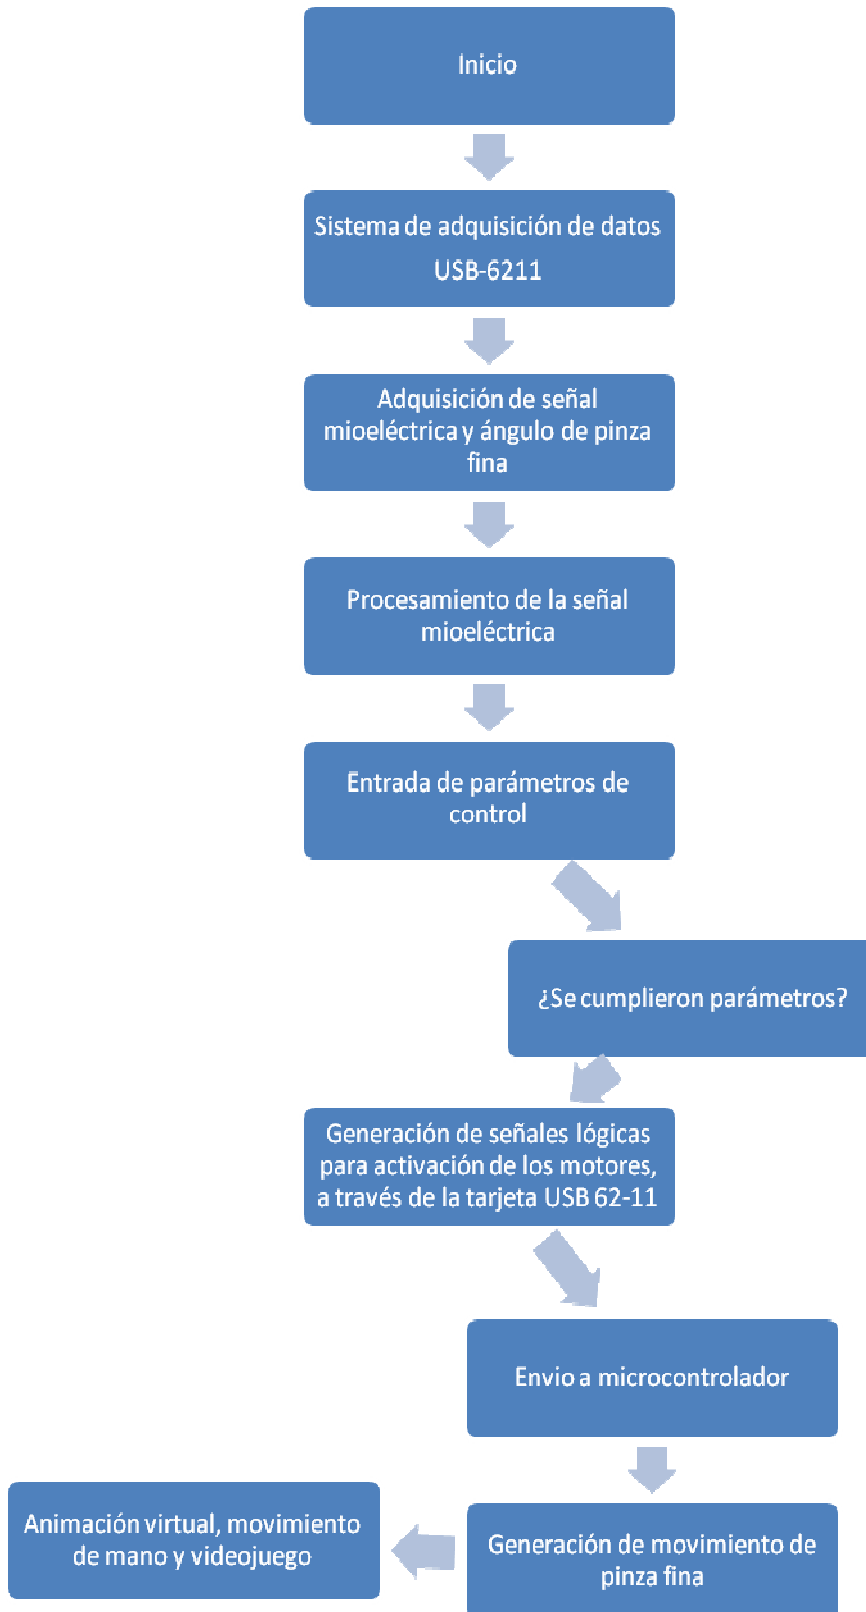 Inicio
Sistema de adquisición de datos
USB-6211
Adquisición de señal
mioeléctrica y ángulo de pinza
fina
Procesamiento de la señal
mioeléctrica
Entrada de parámetros de
control
¿Se cumplieron parámetros?
Generación de señales lógicas
para activación de los motores,
a través de la tarjeta USB 62-11
Envio a microcontrolador
Generación de movimiento de
pinza fina
Animación virtual, movimiento
de mano y videojuego